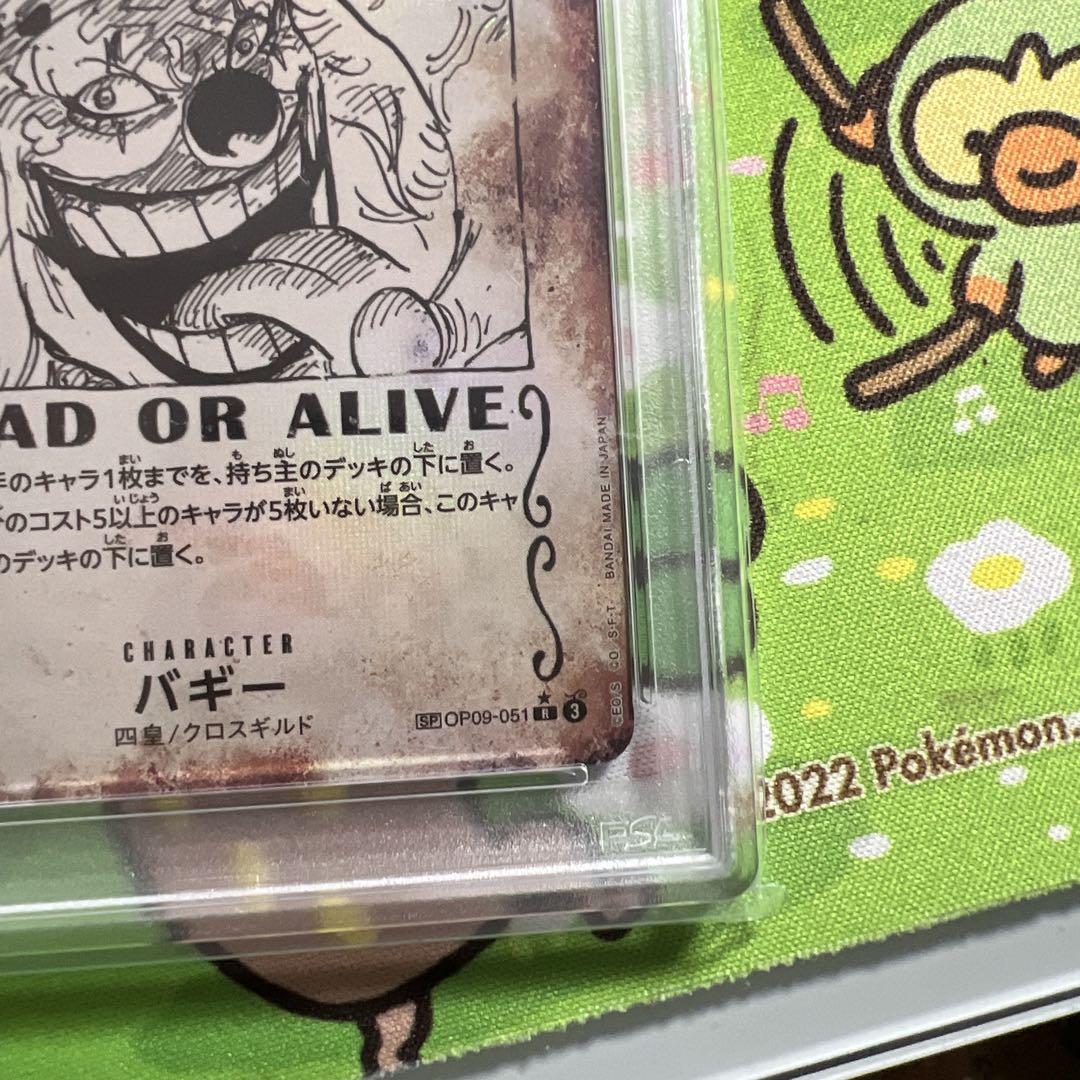 AD OR ALIVE
のキャラ1枚までを、持ち主のデッキの下に置く。
のコスト5以上のキャラが5枚いない場合、このキャ
のデッキの下に置く。
CHARACTER
バギー
四皇/クロスギルド
SP OP09-051 R 3
©EO/S CO. S·F·T· BANDAI MADE IN JAPAN
2022 Pokémon.